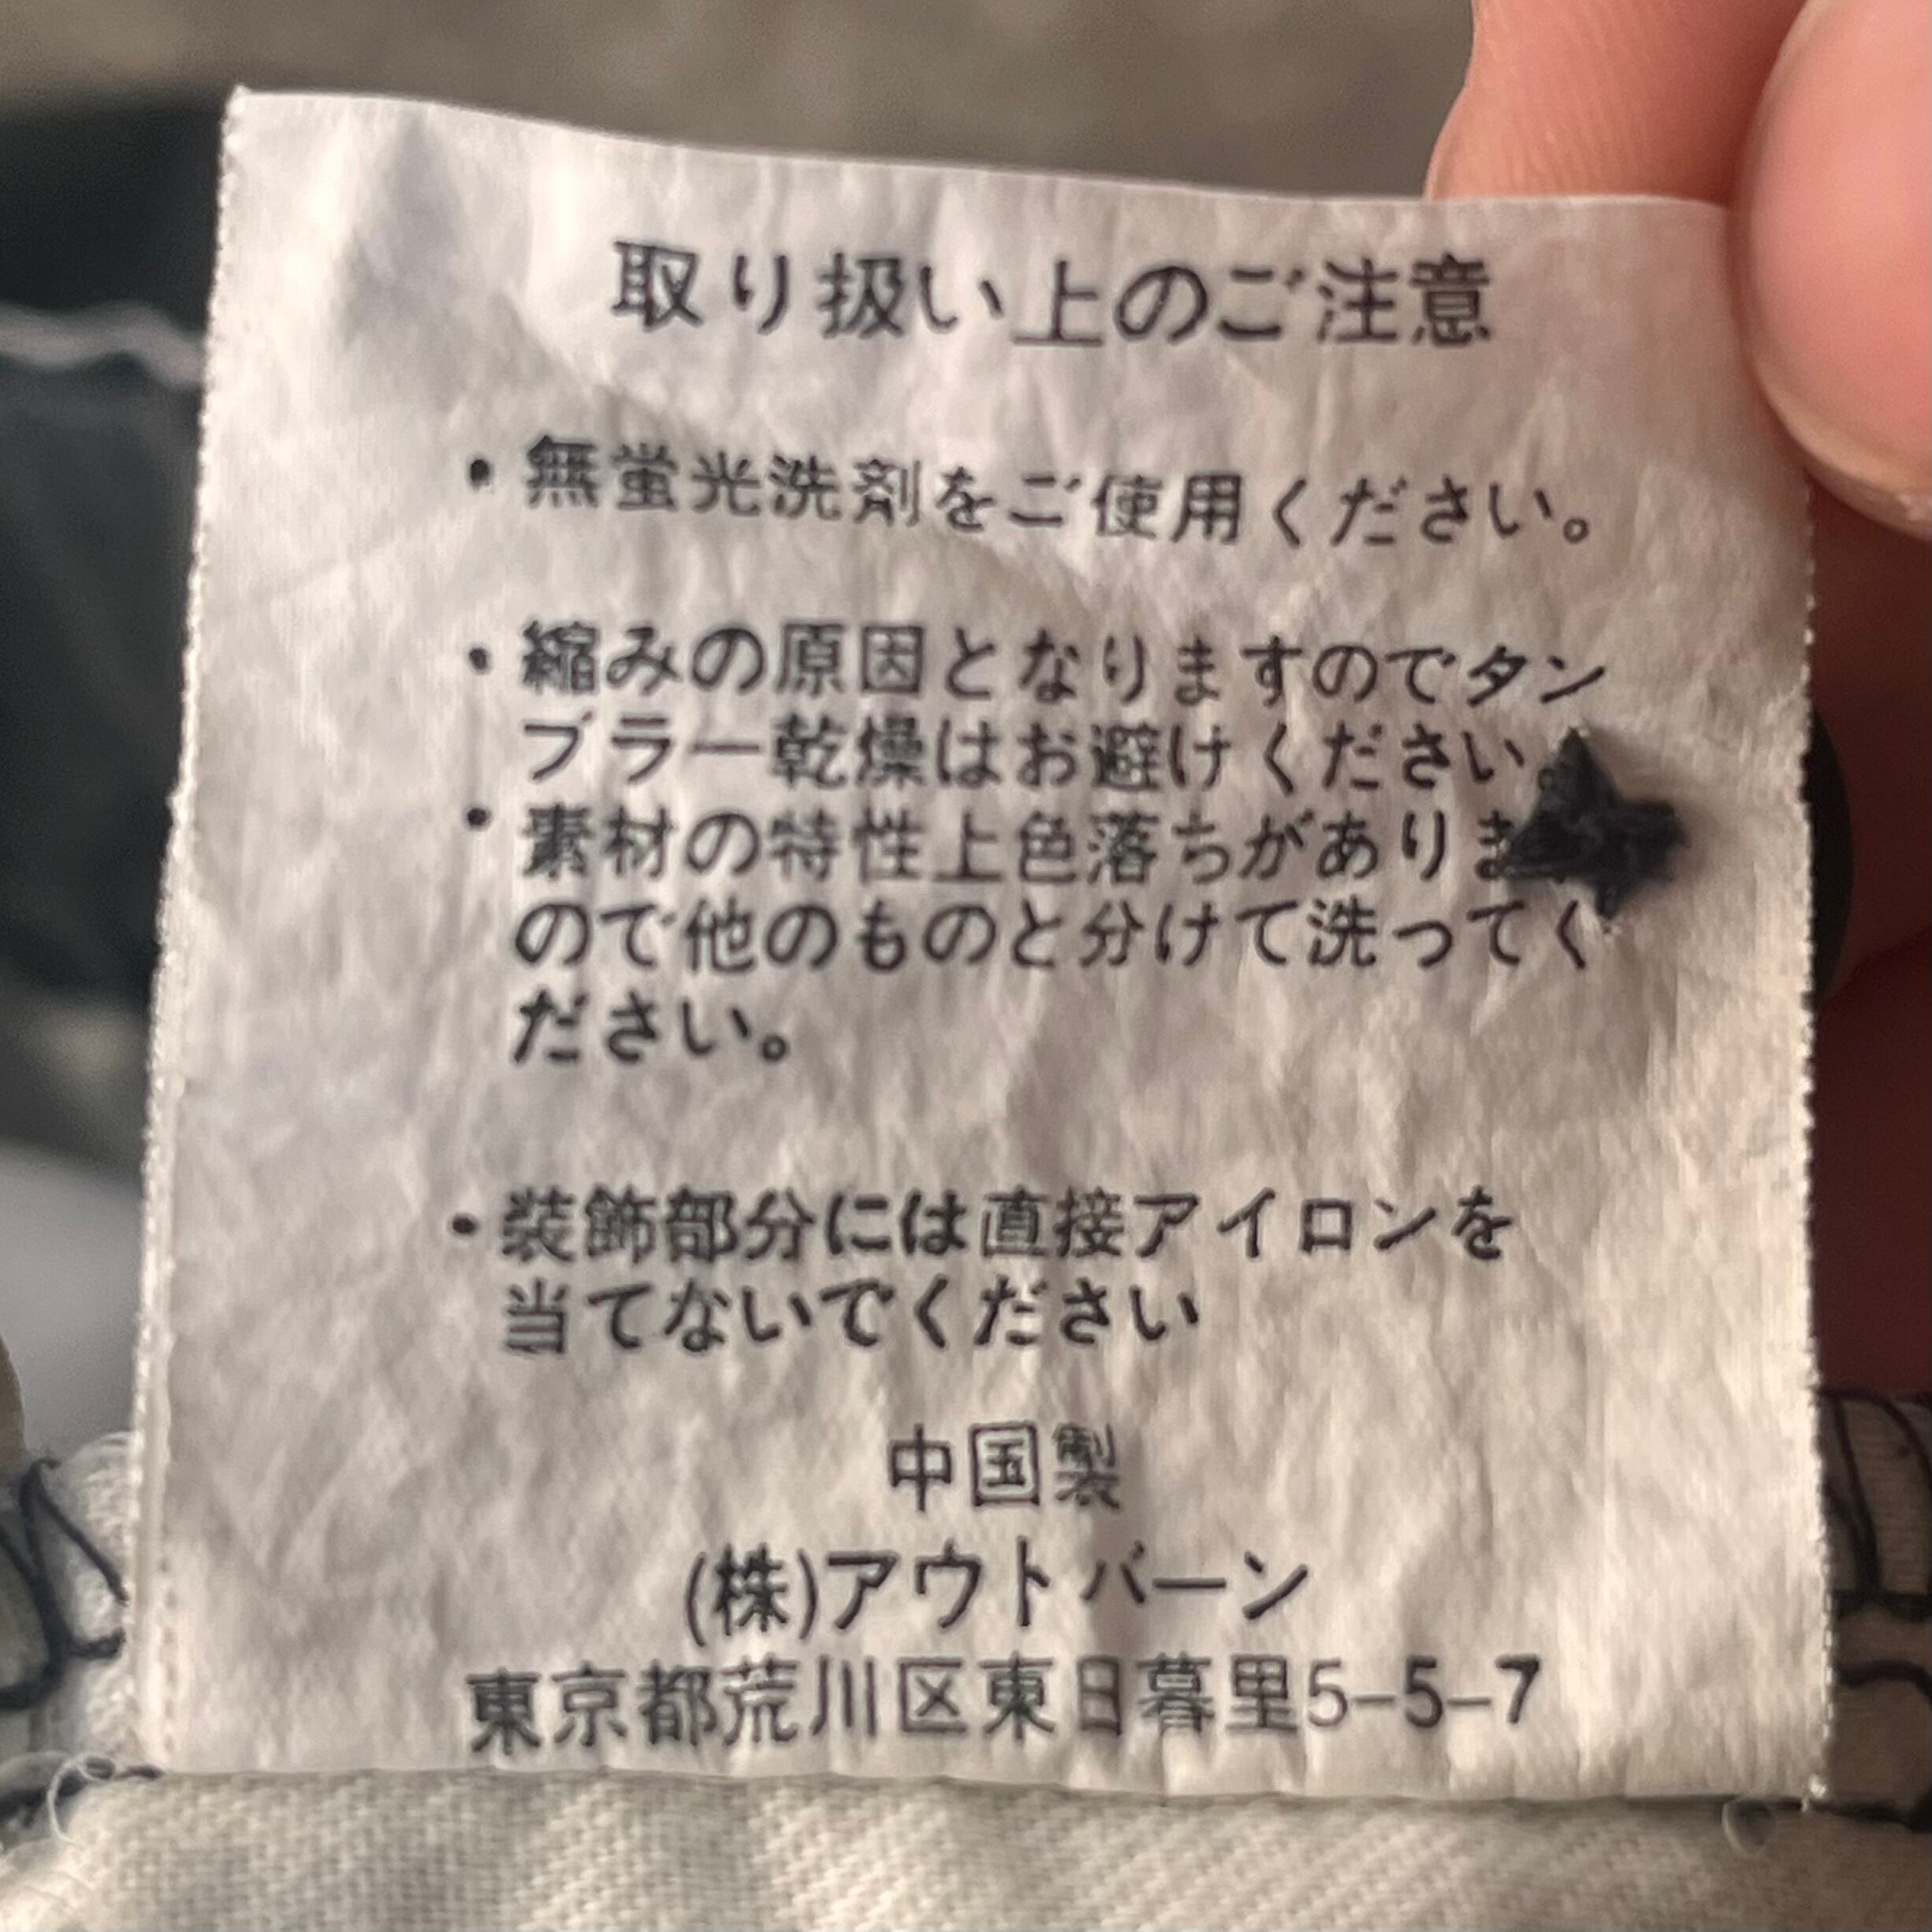 取り扱い上のご注意
・無蛍光洗剤をご使用ください。
・縮みの原因となりますのでタン
ブラー乾燥はお避けください
・素材の特性上色落ちがありま
ので他のものと分けて洗ってく
ださい。
・装飾部分には直接アイロンを
当てないでください
中国製
(株)アウトバーン
東京都荒川区東日暮里5-5-7